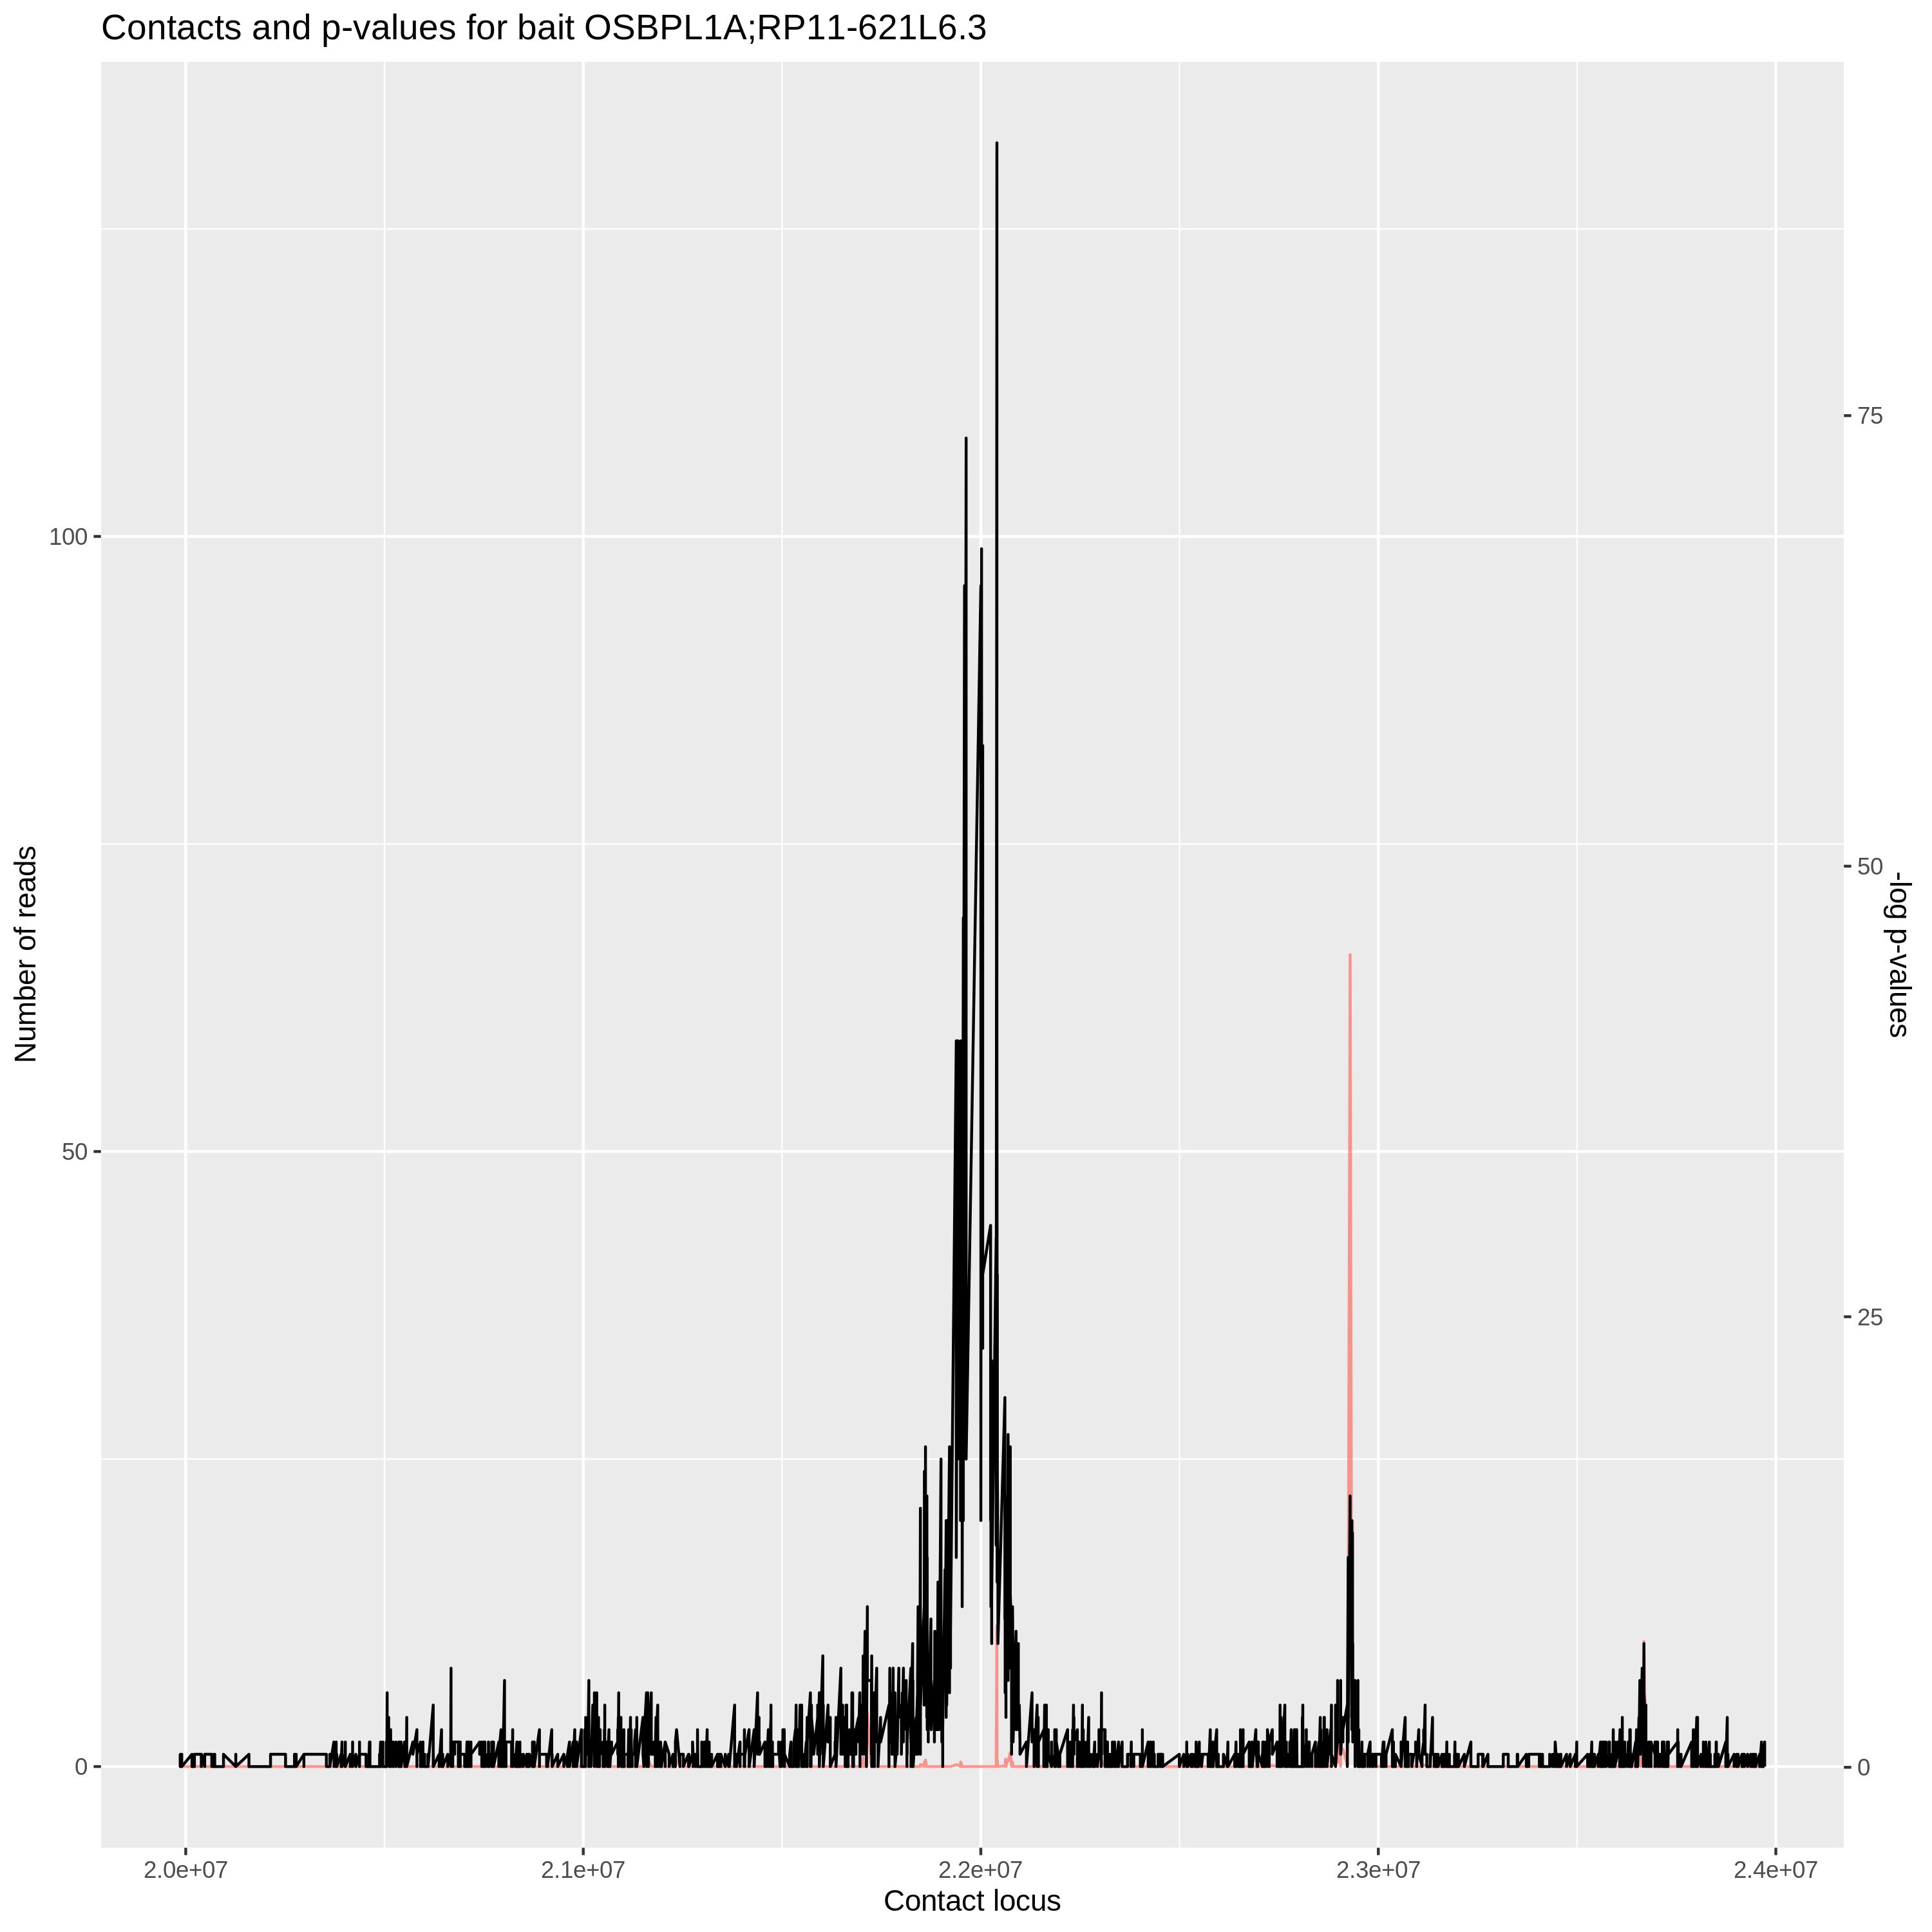 Contacts and p-values for bait OSBPL1A;RP11-621L6.3
Number of reads
100
50
0
75
50
25
0
-log p-values
2.0e+07
2.1e+07
2.2e+07
2.3e+07
2.4e+07
Contact locus